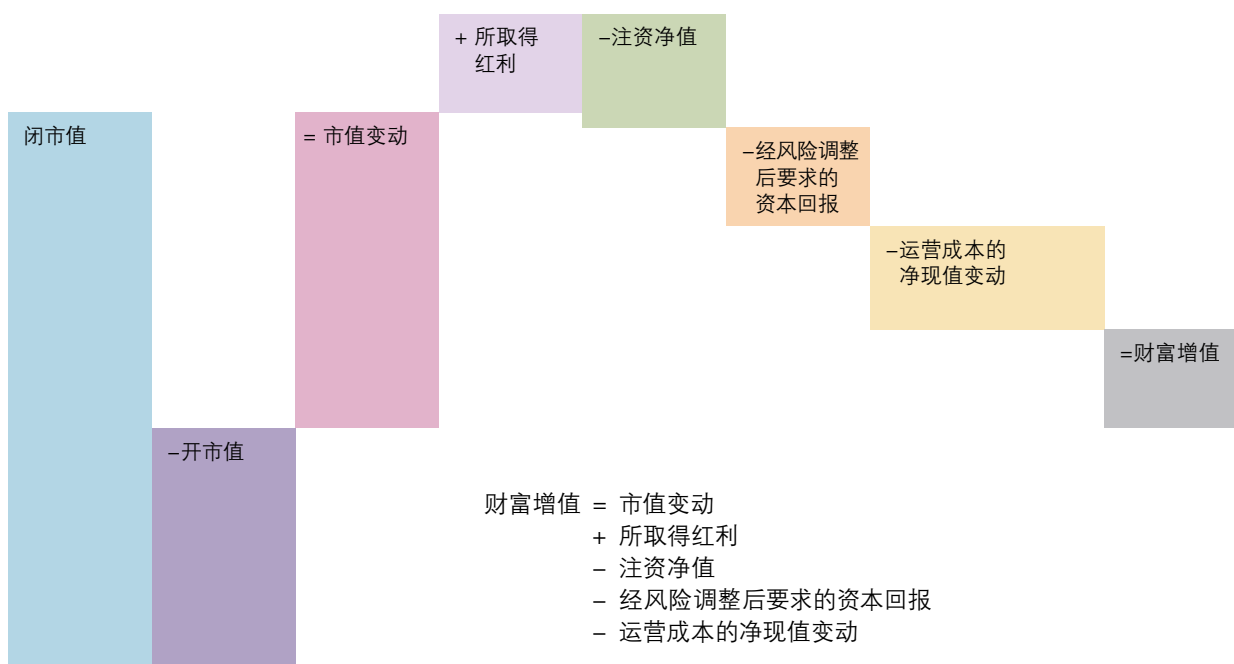 + 所取得
红利
–注资净值
闭市值
= 市值变动
–经风险调整
后要求的
资本回报
–运营成本的
净现值变动
=财富增值
–开市值
财富增值 = 市值变动
+ 所取得红利
– 注资净值
– 经风险调整后要求的资本回报
– 运营成本的净现值变动